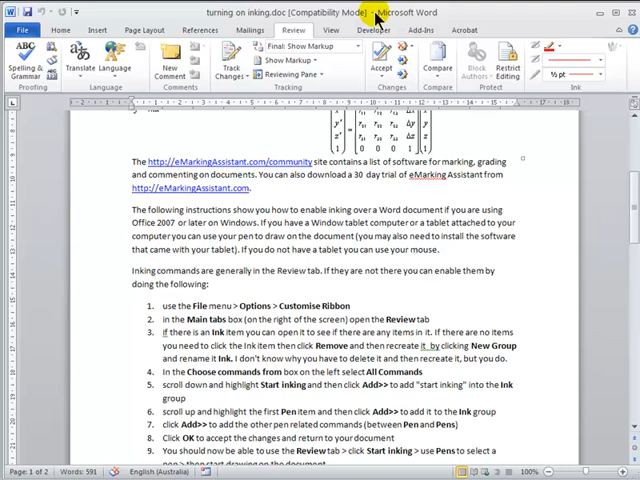 turning on inking.doc [Compatibility Mode] - Microsoft Word
File Home Insert Page Layout References Mailings Review View Developer Add-Ins Acrobat
Spelling & Grammar
Translate Language
New Comment
Track Changes
Final: Show Markup
Show Markup
Reviewing Pane
Accept
Compare
Block Authors
Restrict Editing
½ pt
Proofing Language Comments Tracking Changes Compare Protect Ink
The http://eMarkingAssistant.com/community site contains a list of software for marking, grading
and commenting on documents. You can also download a 30 day trial of eMarking Assistant from
http://eMarkingAssistant.com.
The following instructions show you how to enable inking over a Word document if you are using
Office 2007 or later on Windows. If you have a Window tablet computer or a tablet attached to your
computer you can use your pen to draw on the document (you may also need to install the software
that came with your tablet). If you do not have a tablet you can use your mouse.
Inking commands are generally in the Review tab. If they are not there you can enable them by
doing the following:
1. use the File menu > Options > Customise Ribbon
2. in the Main tabs box (on the right of the screen) open the Review tab
3. if there is an Ink item you can open it to see if there are any items in it. If there are no items
you need to click the Ink item then click Remove and then recreate it by clicking New Group
and rename it Ink. I don't know why you have to delete it and then recreate it, but you do.
4. In the Choose commands from box on the left select All Commands
5. scroll down and highlight Start inking and then click Add>> to add "start inking" into the Ink
group
6. scroll up and highlight the first Pen item and then click Add>> to add it to the Ink group
7. click Add>> to add the other pen related commands (between Pen and Pens)
8. Click OK to accept the changes and return to your document
9. You should now be able to use the Review tab > click Start inking > use Pens to select a
pen > then start drawing on the document
Page: 1 of 2 Words: 591 English (Australia) 100%